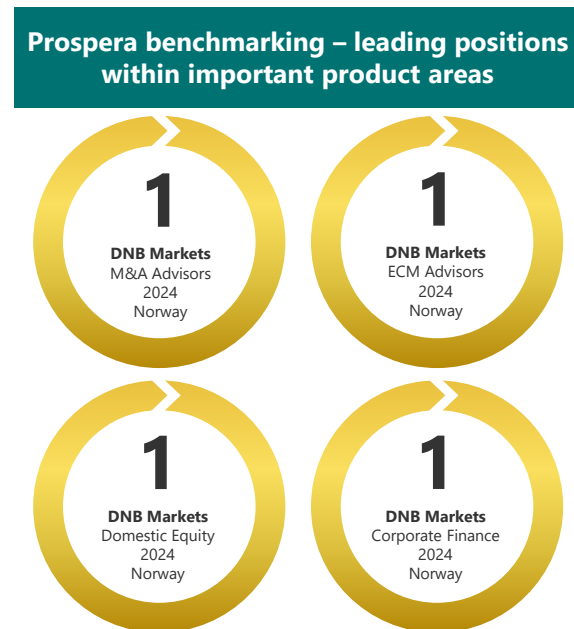 Prospera benchmarking – leading positions
within important product areas
1
DNB Markets
M&A Advisors
2024
Norway
1
DNB Markets
ECM Advisors
2024
Norway
1
DNB Markets
Domestic Equity
2024
Norway
1
DNB Markets
Corporate Finance
2024
Norway